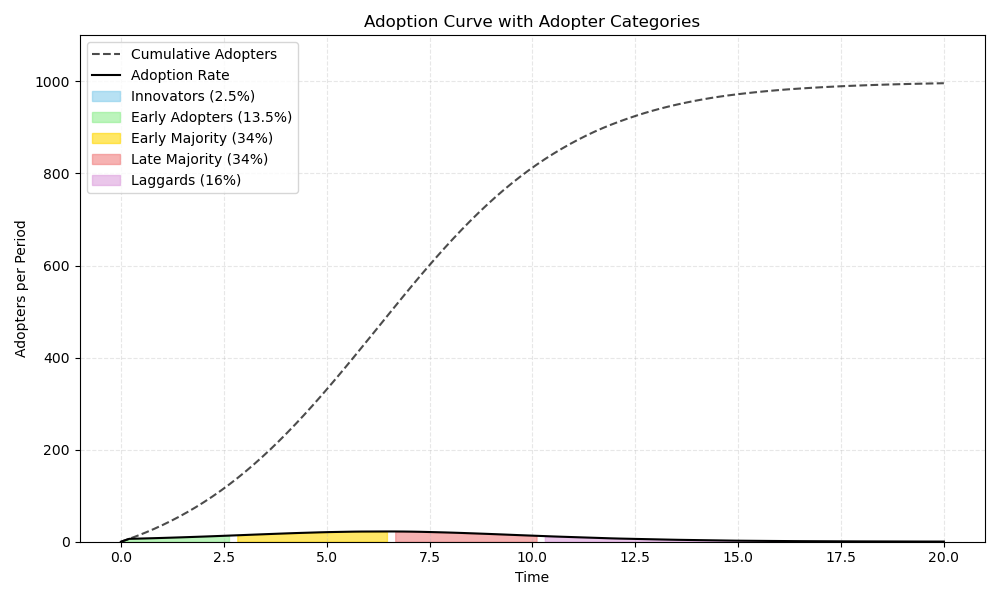 Adoption Curve with Adopter Categories
Cumulative Adopters
Adoption Rate
Innovators (2.5%)
Early Adopters (13.5%)
Early Majority (34%)
Late Majority (34%)
Laggards (16%)
Adopters per Period
1000
800
600
400
200
0
0.0 2.5 5.0 7.5 10.0 12.5 15.0 17.5 20.0
Time